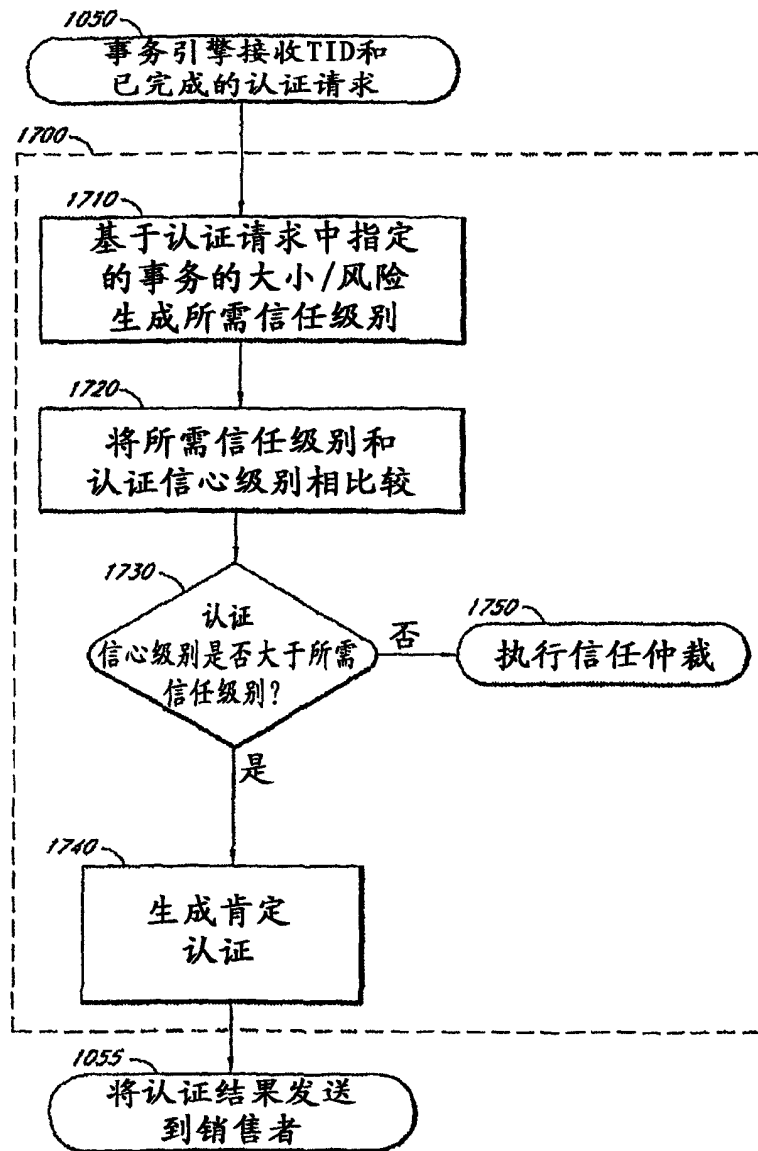 1050
事务引擎接收TID和
已完成的认证请求
1700
1710
基于认证请求中指定
的事务的大小/风险
生成所需信任级别
1720
将所需信任级别和
认证信心级别相比较
1730
认证
信心级别是否大于所需
信任级别?
否
1750
执行信任仲裁
是
1740
生成肯定
认证
1055
将认证结果发送
到销售者